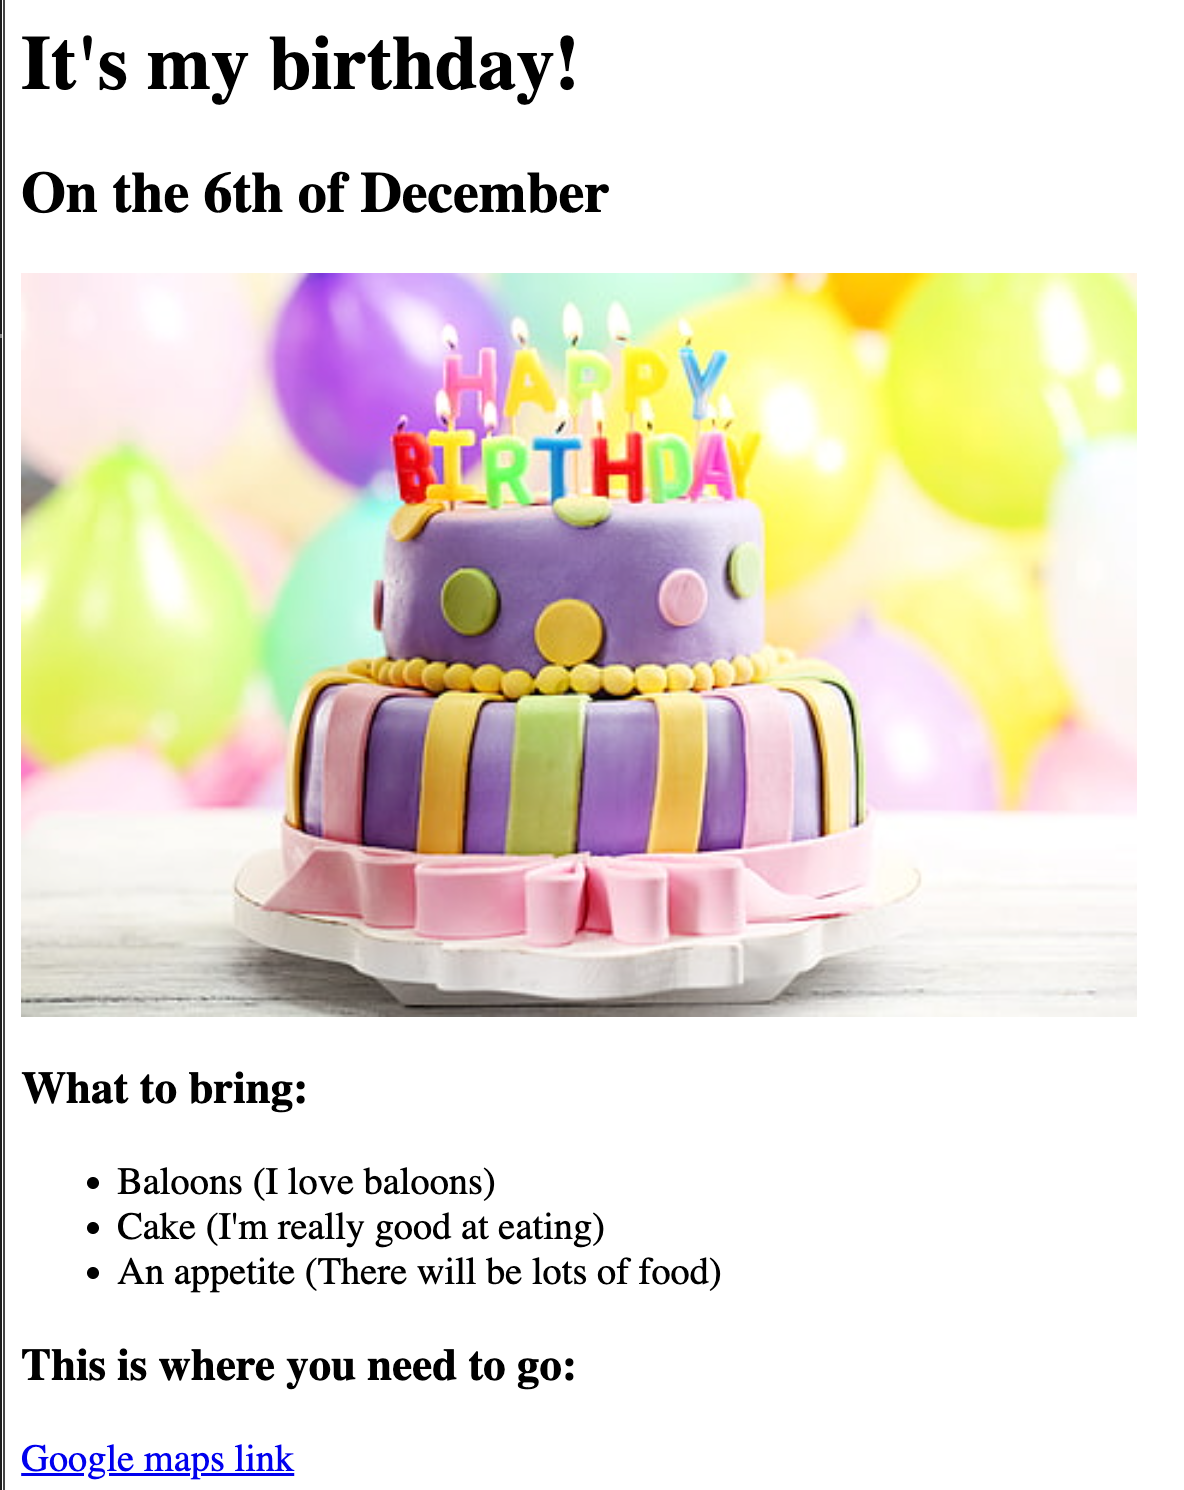 It's my birthday!
On the 6th of December
HAPPY
BIRTHDAY
What to bring:
Baloons (I love baloons)
Cake (I'm really good at eating)
An appetite (There will be lots of food)
This is where you need to go:
Google maps link